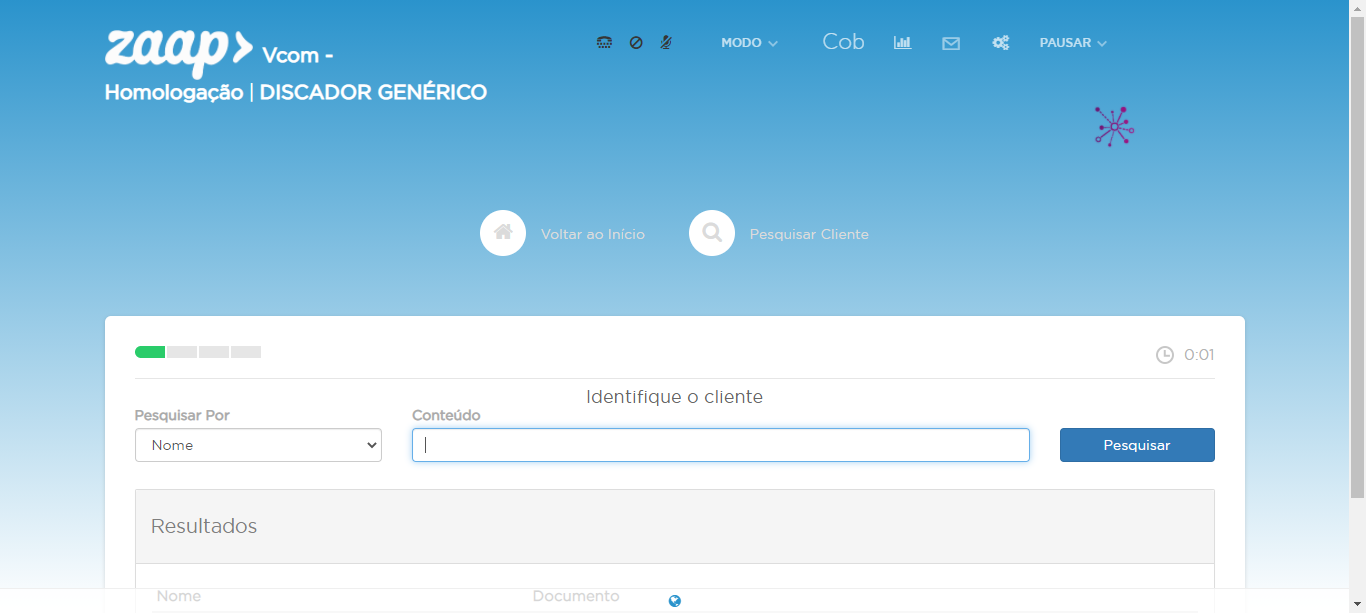 zaap Vcom -
Homologação | DISCADOR GENÉRICO
MODO Cob PAUSAR
Voltar ao Início Pesquisar Cliente
0:01
Identifique o cliente
Pesquisar Por Conteúdo
Nome Pesquisar
Resultados
Nome Documento